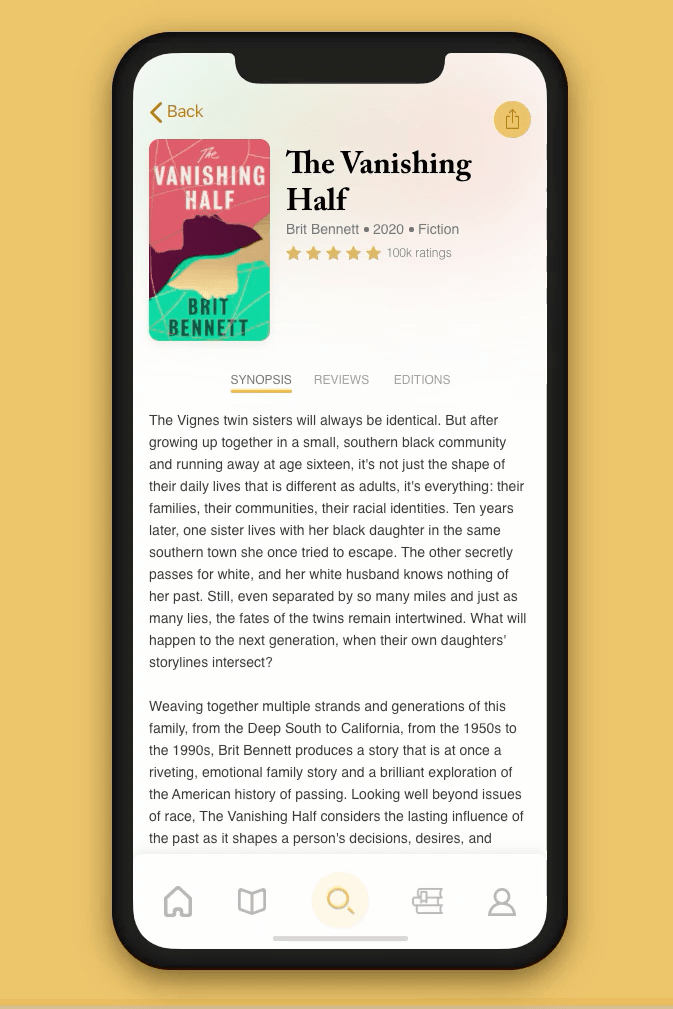 Back
The
VANISHING
HALF
BRIT
BENNETT
The Vanishing
Half
Brit Bennett • 2020 • Fiction
100k ratings
SYNOPSIS REVIEWS EDITIONS
The Vignes twin sisters will always be identical. But after
growing up together in a small, southern black community
and running away at age sixteen, it's not just the shape of
their daily lives that is different as adults, it's everything: their
families, their communities, their racial identities. Ten years
later, one sister lives with her black daughter in the same
southern town she once tried to escape. The other secretly
passes for white, and her white husband knows nothing of
her past. Still, even separated by so many miles and just as
many lies, the fates of the twins remain intertwined. What will
happen to the next generation, when their own daughters'
storylines intersect?
Weaving together multiple strands and generations of this
family, from the Deep South to California, from the 1950s to
the 1990s, Brit Bennett produces a story that is at once a
riveting, emotional family story and a brilliant exploration of
the American history of passing. Looking well beyond issues
of race, The Vanishing Half considers the lasting influence of
the past as it shapes a person's decisions, desires, and